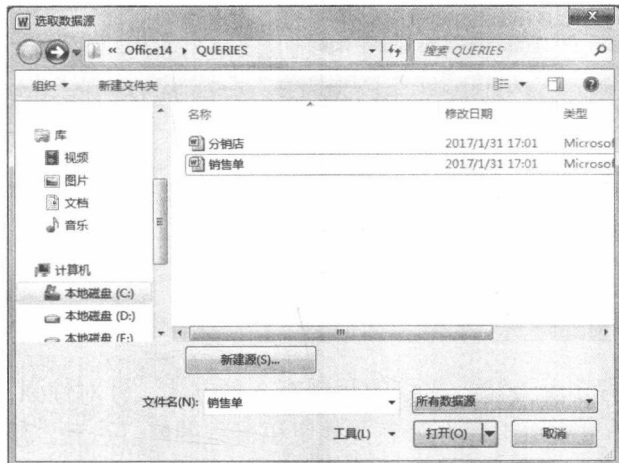 选取数据源
« Office14 ▸ QUERIES
搜索 QUERIES
组织 新建文件夹
名称 修改日期 类型
库
视频
图片
文档
音乐
计算机
本地磁盘 (C:)
本地磁盘 (D:)
本地磁盘 (E:)
分销店 2017/1/31 17:01 Microsof
销售单 2017/1/31 17:01 Microsof
新建源(S)...
文件名(N): 销售单 所有数据源
工具(L) 打开(O) 取消